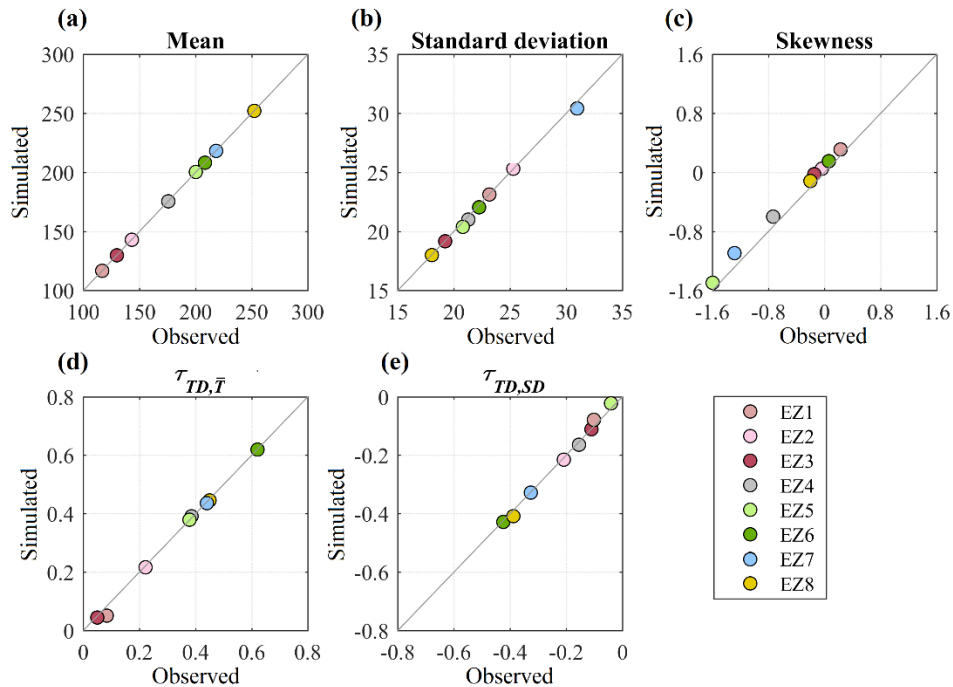 (a)
Mean
Simulated
300
250
200
150
100
100 150 200 250 300
Observed
(b)
Standard deviation
Simulated
35
30
25
20
15
15 20 25 30 35
Observed
(c)
Skewness
Simulated
1.6
0.8
0
-0.8
-1.6
-1.6 -0.8 0 0.8 1.6
Observed
(d)
τ_TD,T̅
Simulated
0.8
0.6
0.4
0.2
0
0 0.2 0.4 0.6 0.8
Observed
(e)
τ_TD,SD
Simulated
0
-0.2
-0.4
-0.6
-0.8
-0.8 -0.6 -0.4 -0.2 0
Observed
EZ1
EZ2
EZ3
EZ4
EZ5
EZ6
EZ7
EZ8